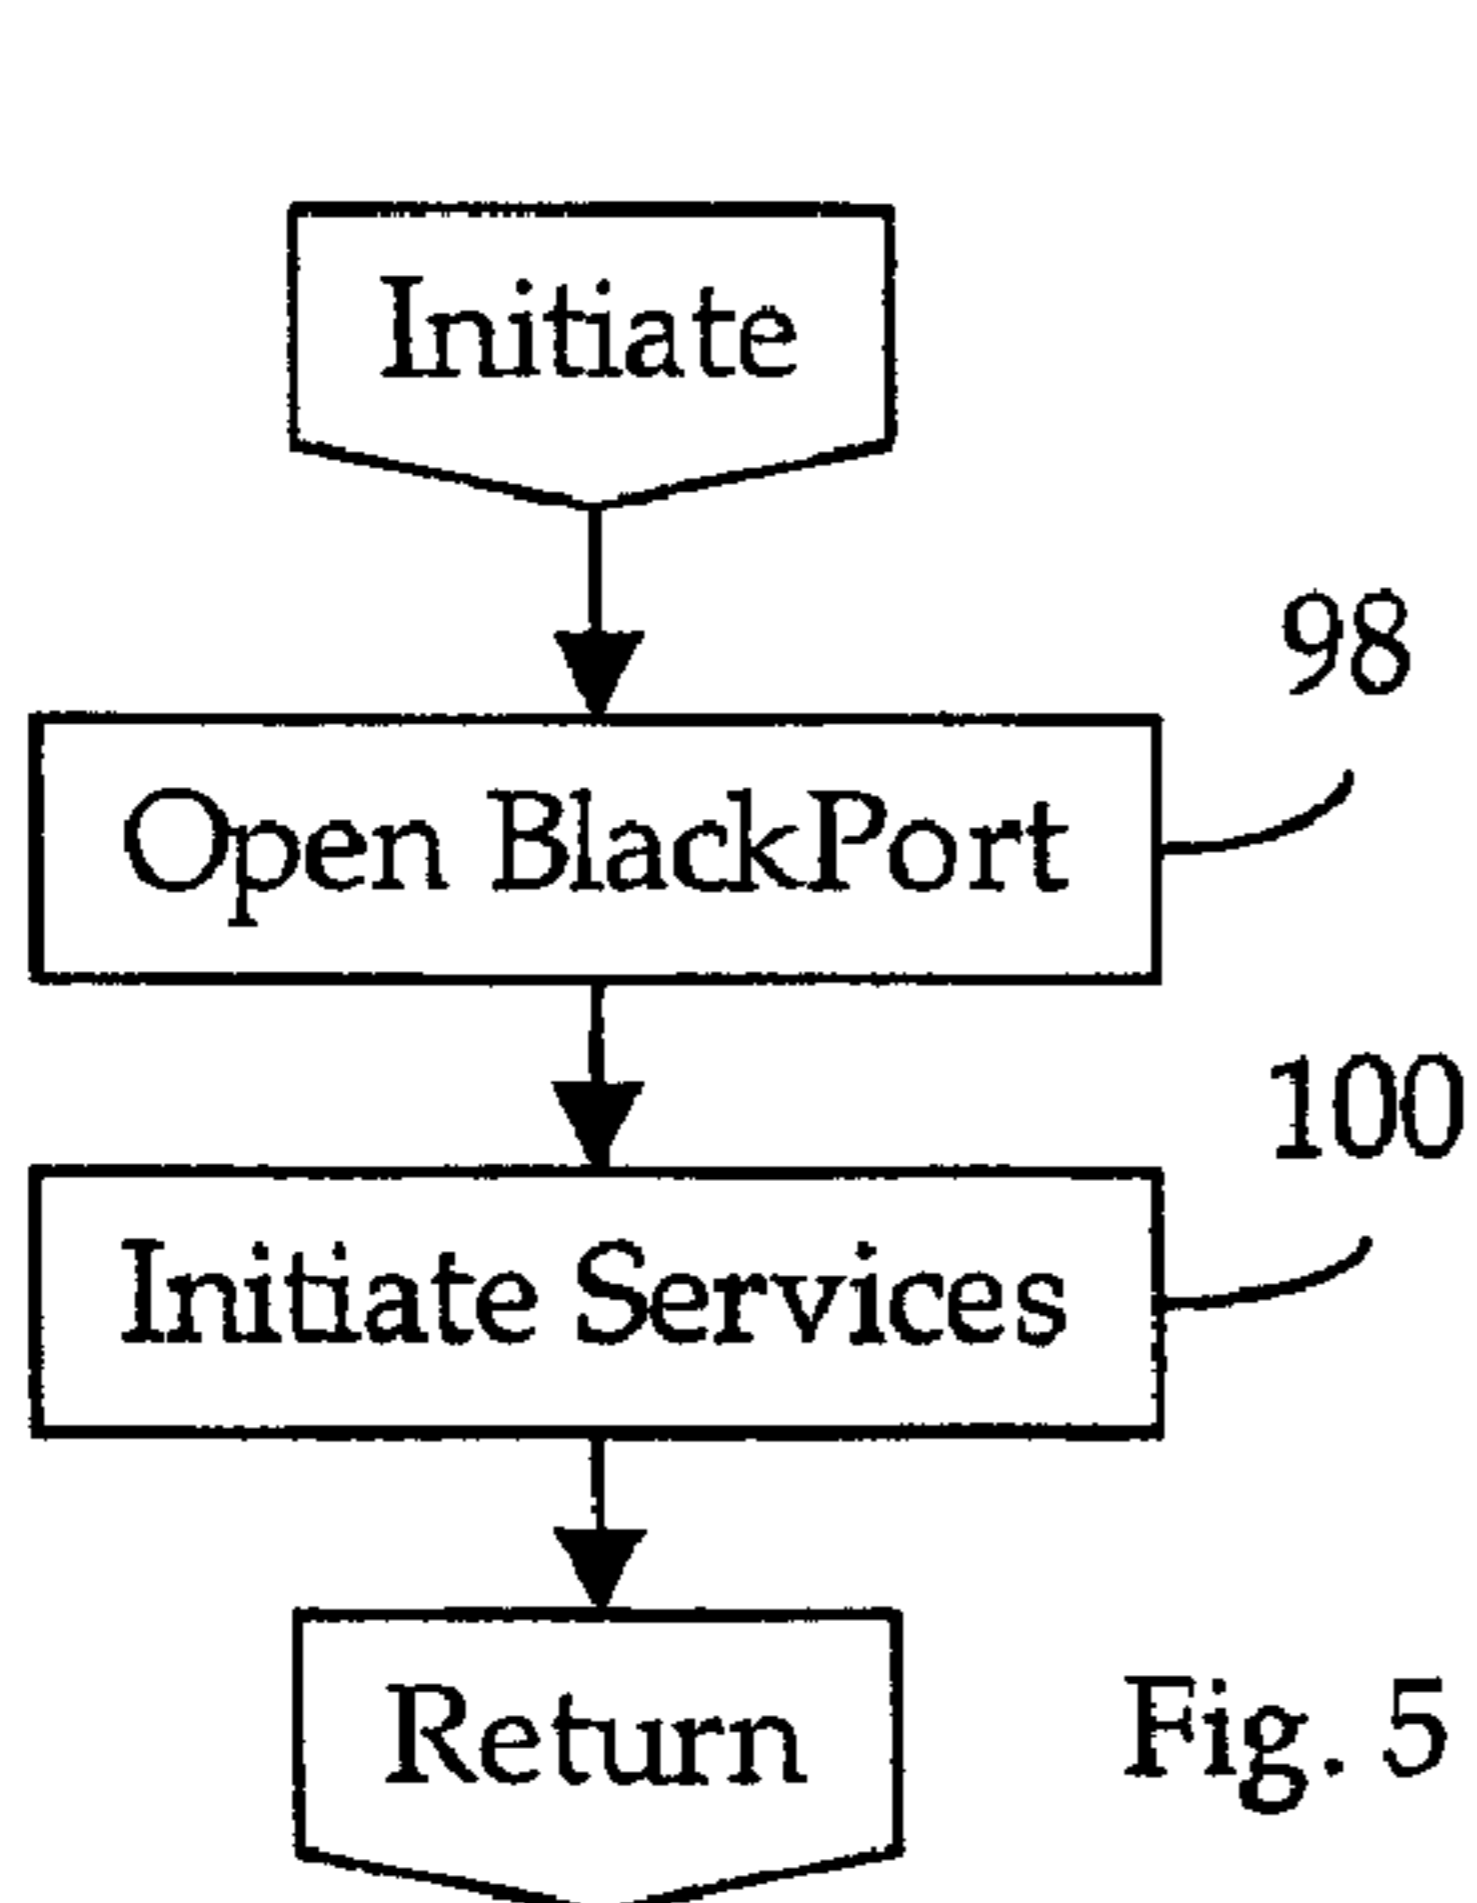 Initiate
98
Open BlackPort
100
Initiate Services
Return
Fig. 5